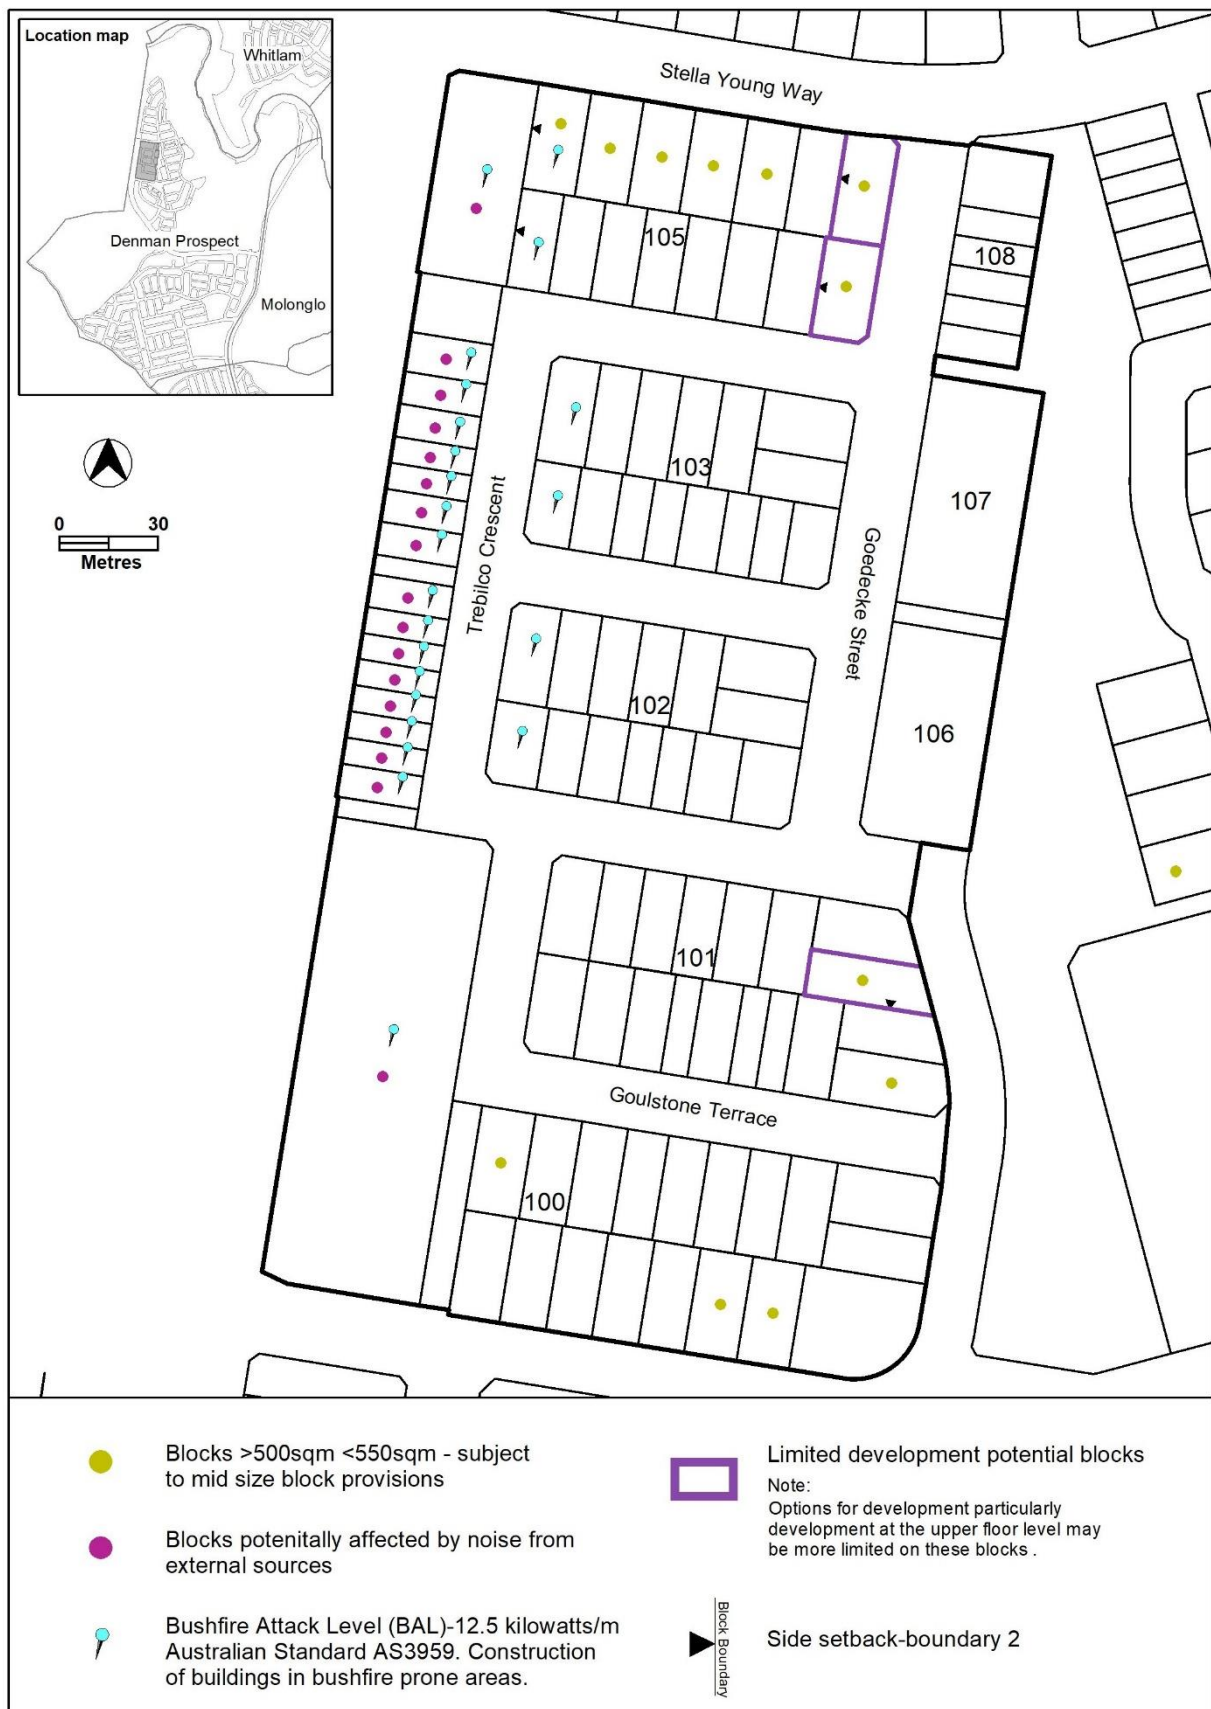 Location map
Whitlam
Denman Prospect
Molonglo
0 30
Metres
Stella Young Way
105
108
103
107
Trebilco Crescent
Goedecke Street
102
106
101
Goulstone Terrace
100
Blocks >500sqm <550sqm - subject
to mid size block provisions
Blocks potenitally affected by noise from
external sources
Bushfire Attack Level (BAL)-12.5 kilowatts/m
Australian Standard AS3959. Construction
of buildings in bushfire prone areas.
Limited development potential blocks
Note:
Options for development particularly
development at the upper floor level may
be more limited on these blocks .
Block Boundary
Side setback-boundary 2